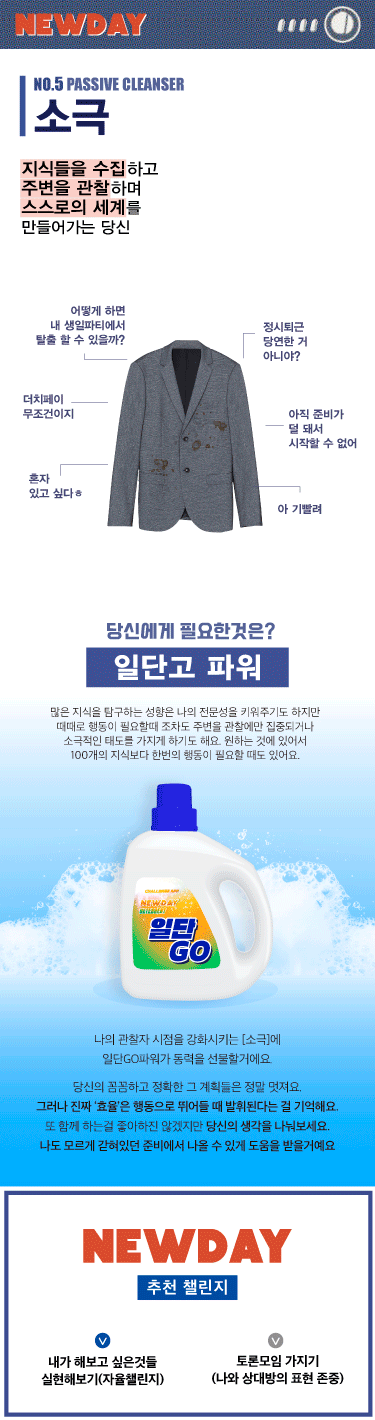 NEWDAY
NO.5 PASSIVE CLEANSER
소극
지식들을 수집하고
주변을 관찰하며
스스로의 세계를
만들어가는 당신
어떻게 하면
내 생일파티에서
탈출 할 수 있을까?
정시퇴근
당연한 거
아니야?
더치페이
무조건이지
아직 준비가
덜 돼서
시작할 수 없어
혼자
있고 싶다ㅎ
아 기빨려
당신에게 필요한것은?
일단고 파워
많은 지식을 탐구하는 성향은 나의 전문성을 키워주기도 하지만
때때로 행동이 필요할때 조차도 주변을 관찰에만 집중되거나
소극적인 태도를 가지게 하기도 해요. 원하는 것에 있어서
100개의 지식보다 한번의 행동이 필요할 때도 있어요.
NEWDAY
일단
GO
나의 관찰자 시점을 강화시키는 [소극]에
일단GO파워가 동력을 선물할거에요.
당신의 꼼꼼하고 정확한 그 계획들은 정말 멋져요.
그러나 진짜 '효율'은 행동으로 뛰어들 때 발휘된다는 걸 기억해요.
또 함께 하는걸 좋아하진 않겠지만 당신의 생각을 나눠보세요.
나도 모르게 갇혀있던 준비에서 나올 수 있게 도움을 받을거예요
NEWDAY
추천 챌린지
내가 해보고 싶은것들
실현해보기(자율챌린지)
토론모임 가지기
(나와 상대방의 표현 존중)